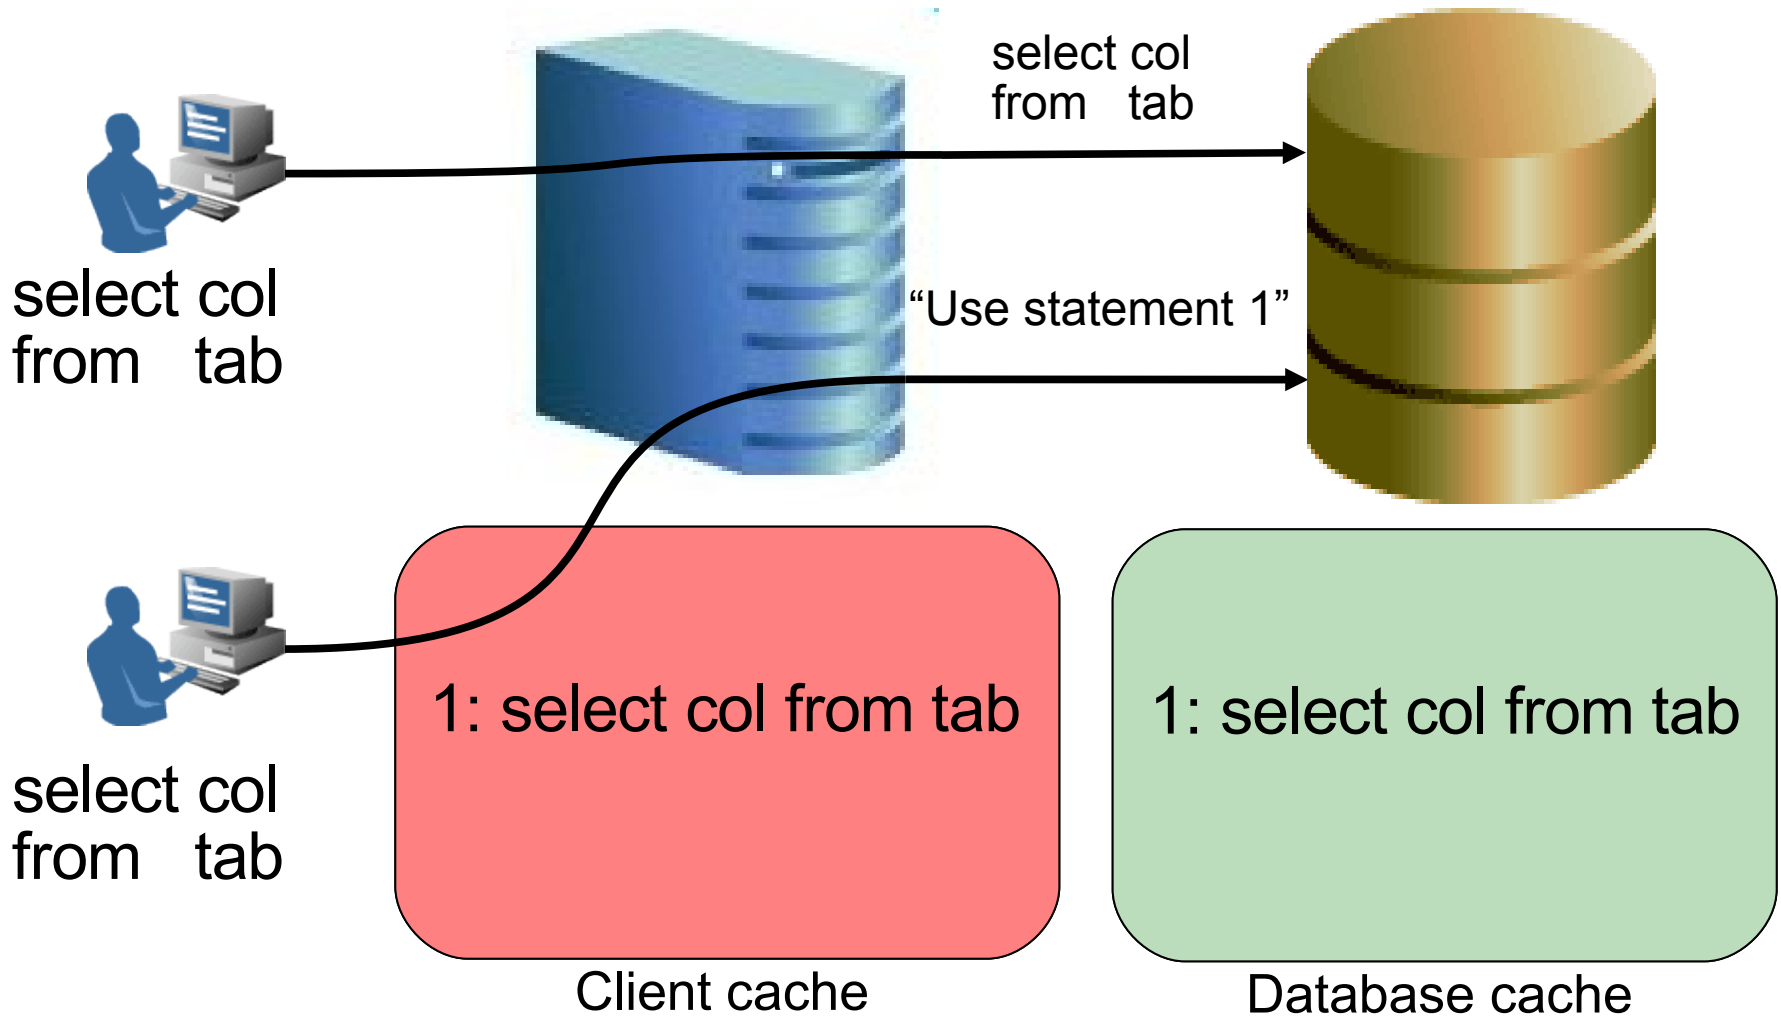 select col
from tab
select col
from tab
“Use statement 1”
select col
from tab
1: select col from tab
1: select col from tab
Client cache
Database cache